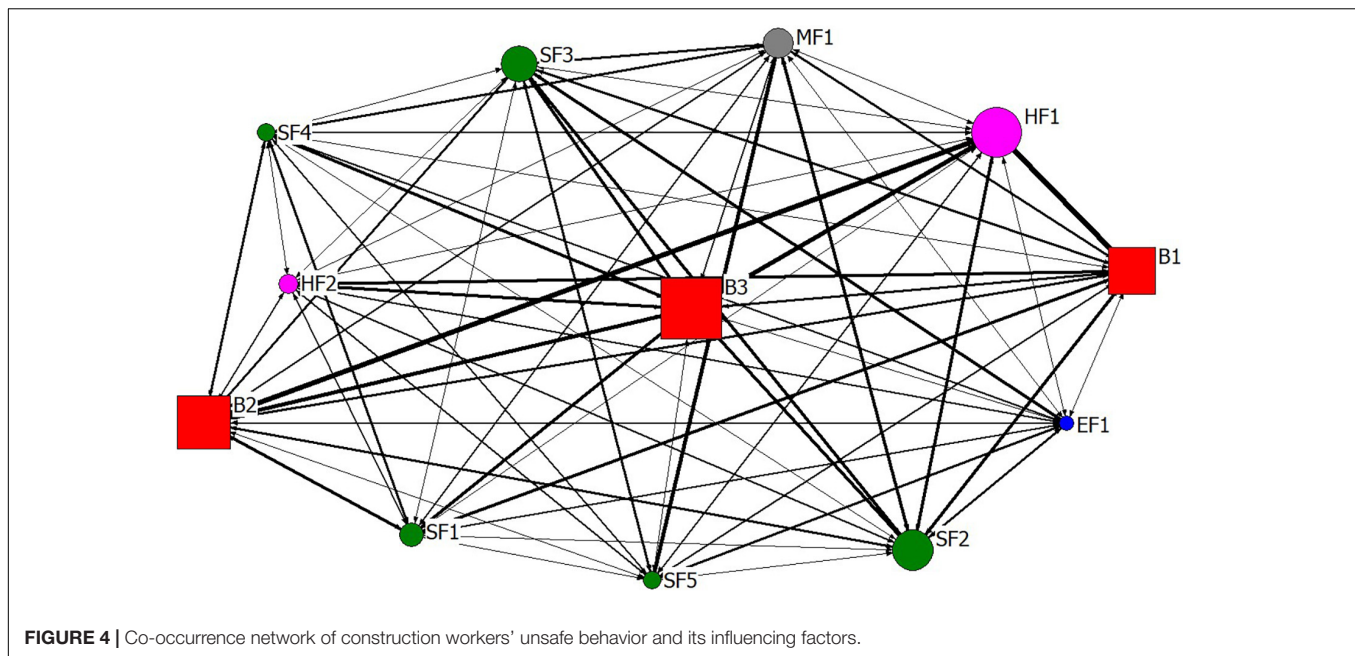 MF1
SF3
HF1
SF4
B1
HF2
B3
B2
EF1
SF1
SF2
SF5
FIGURE 4 | Co-occurrence network of construction workers' unsafe behavior and its influencing factors.